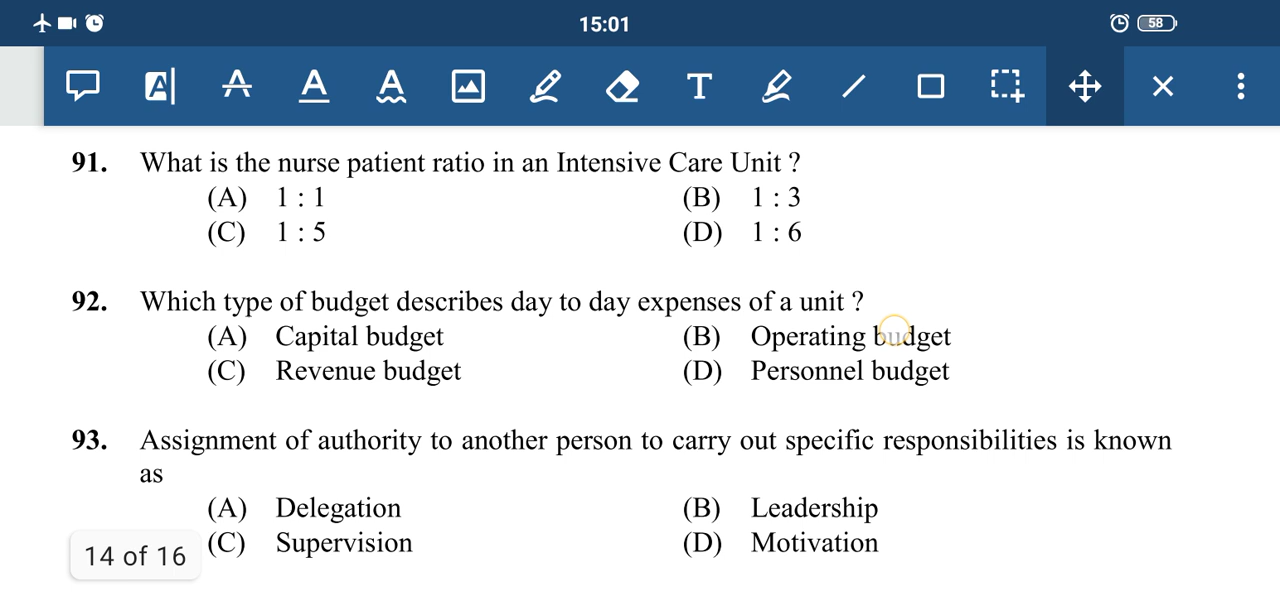 15:01
58
A A A A T
91. What is the nurse patient ratio in an Intensive Care Unit ?
(A) 1 : 1 (B) 1 : 3
(C) 1 : 5 (D) 1 : 6
92. Which type of budget describes day to day expenses of a unit ?
(A) Capital budget (B) Operating budget
(C) Revenue budget (D) Personnel budget
93. Assignment of authority to another person to carry out specific responsibilities is known
as
(A) Delegation (B) Leadership
(C) Supervision (D) Motivation
14 of 16